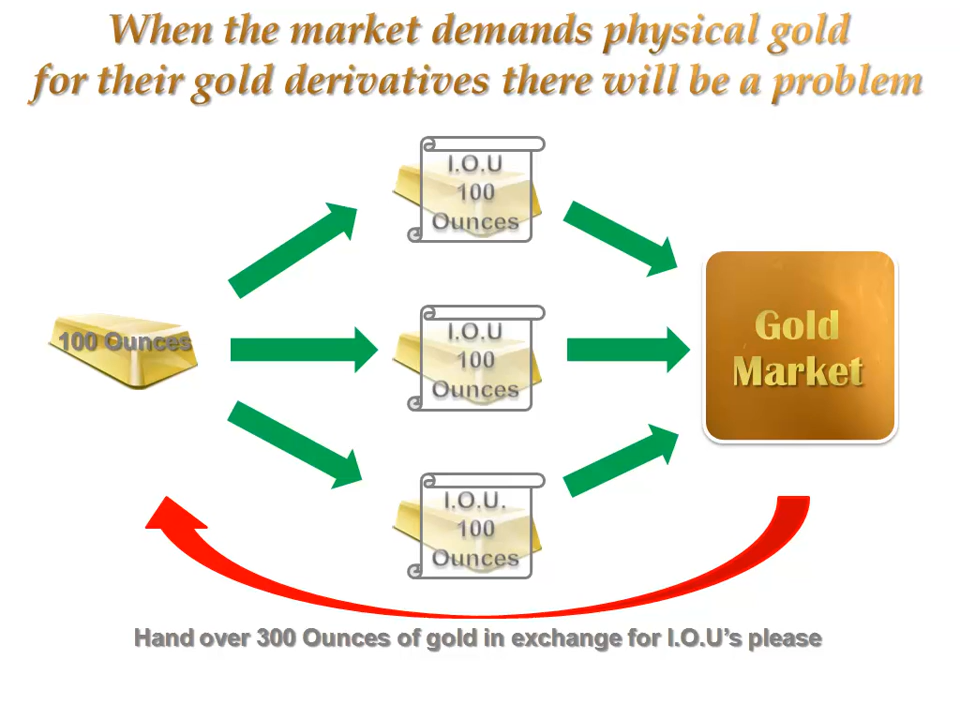 When the market demands physical gold
for their gold derivatives there will be a problem
I.O.U
100
Ounces
100 Ounces
I.O.U
100
Ounces
Gold
Market
I.O.U.
100
Ounces
Hand over 300 Ounces of gold in exchange for I.O.U’s please